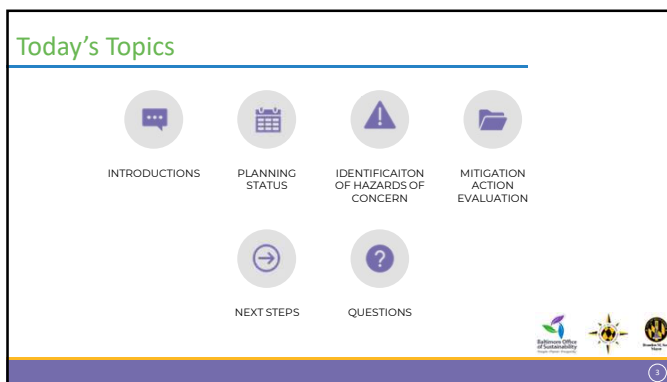 Today's Topics
INTRODUCTIONS
PLANNING
STATUS
IDENTIFICAITON
OF HAZARDS OF
CONCERN
MITIGATION
ACTION
EVALUATION
NEXT STEPS
QUESTIONS
Baltimore Office
of Sustainability
3